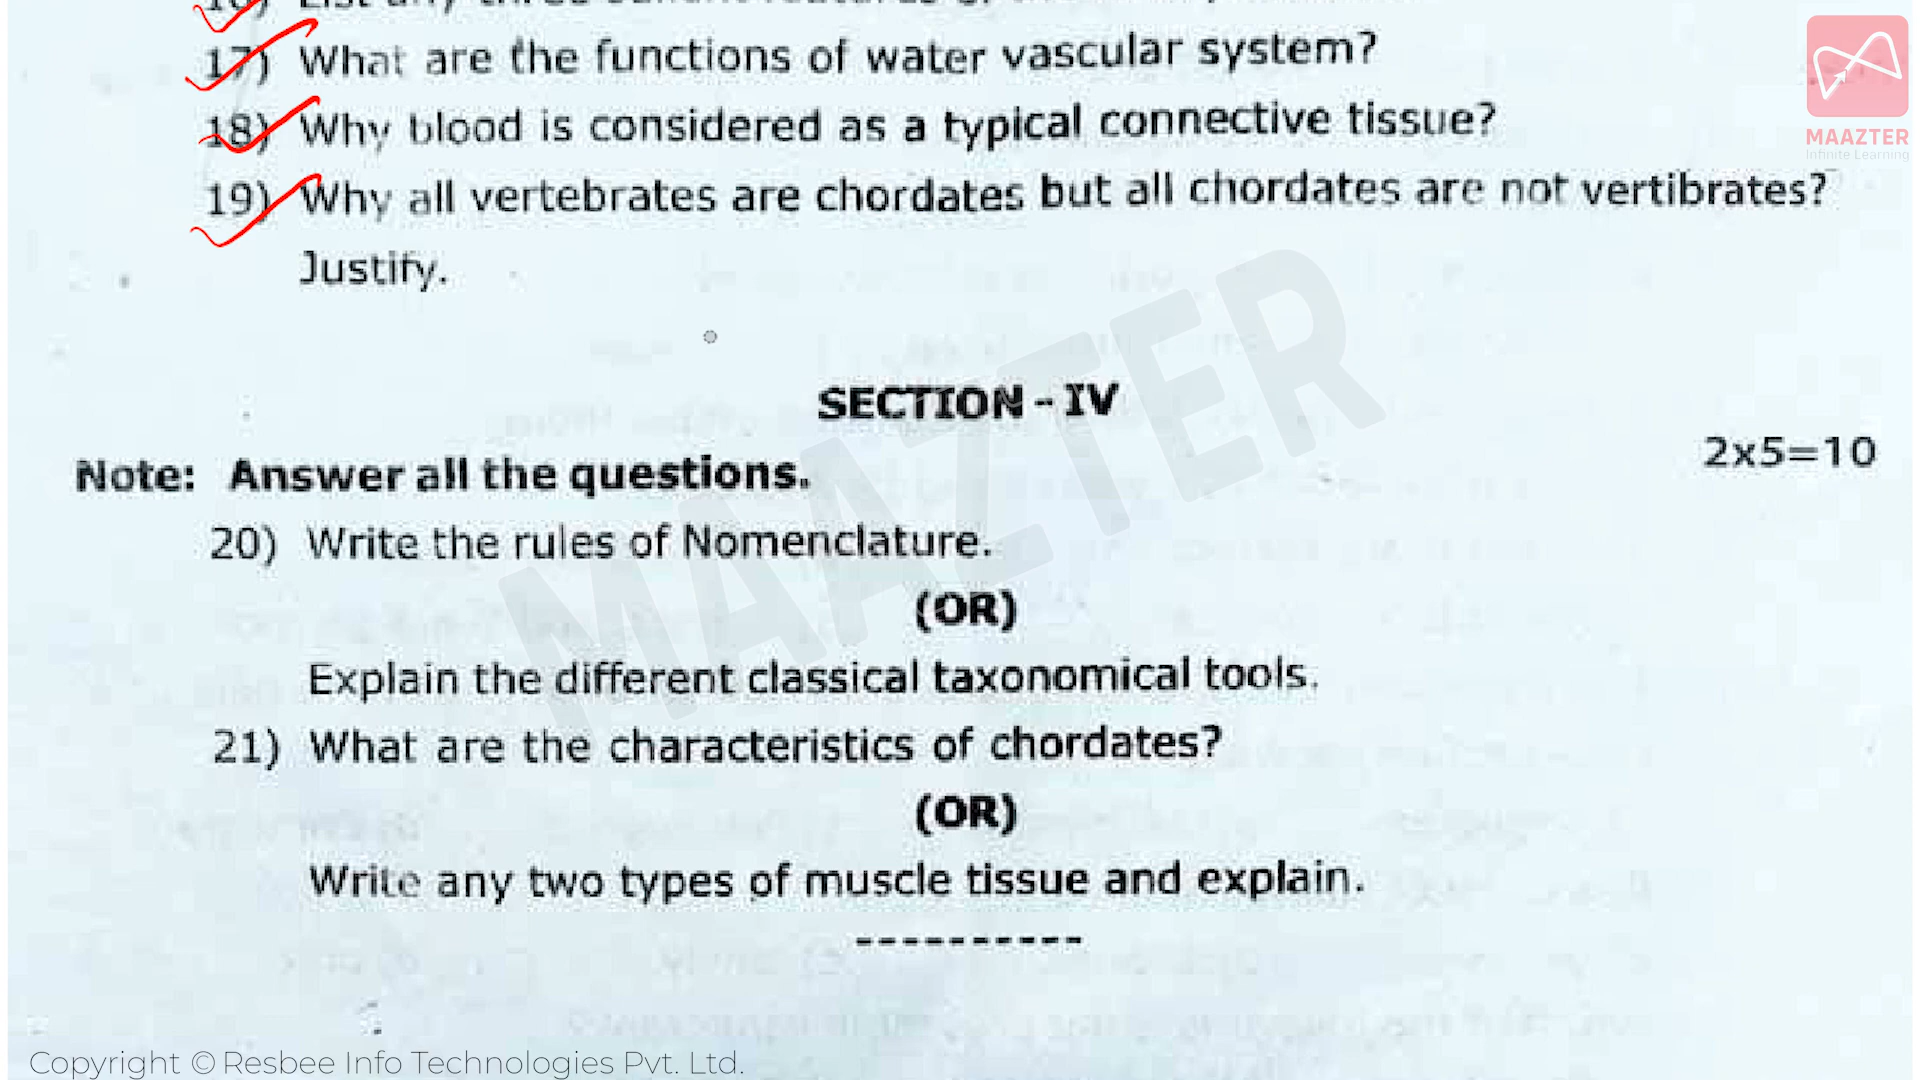 17) What are the functions of water vascular system?
18) Why blood is considered as a typical connective tissue?
19) Why all vertebrates are chordates but all chordates are not vertibrates?
Justify.
SECTION - IV
Note: Answer all the questions.
2x5=10
20) Write the rules of Nomenclature.
(OR)
Explain the different classical taxonomical tools.
21) What are the characteristics of chordates?
(OR)
Write any two types of muscle tissue and explain.
----------
MAAZTER
Infinite Learning
MAAZTER
Copyright © Resbee Info Technologies Pvt. Ltd.